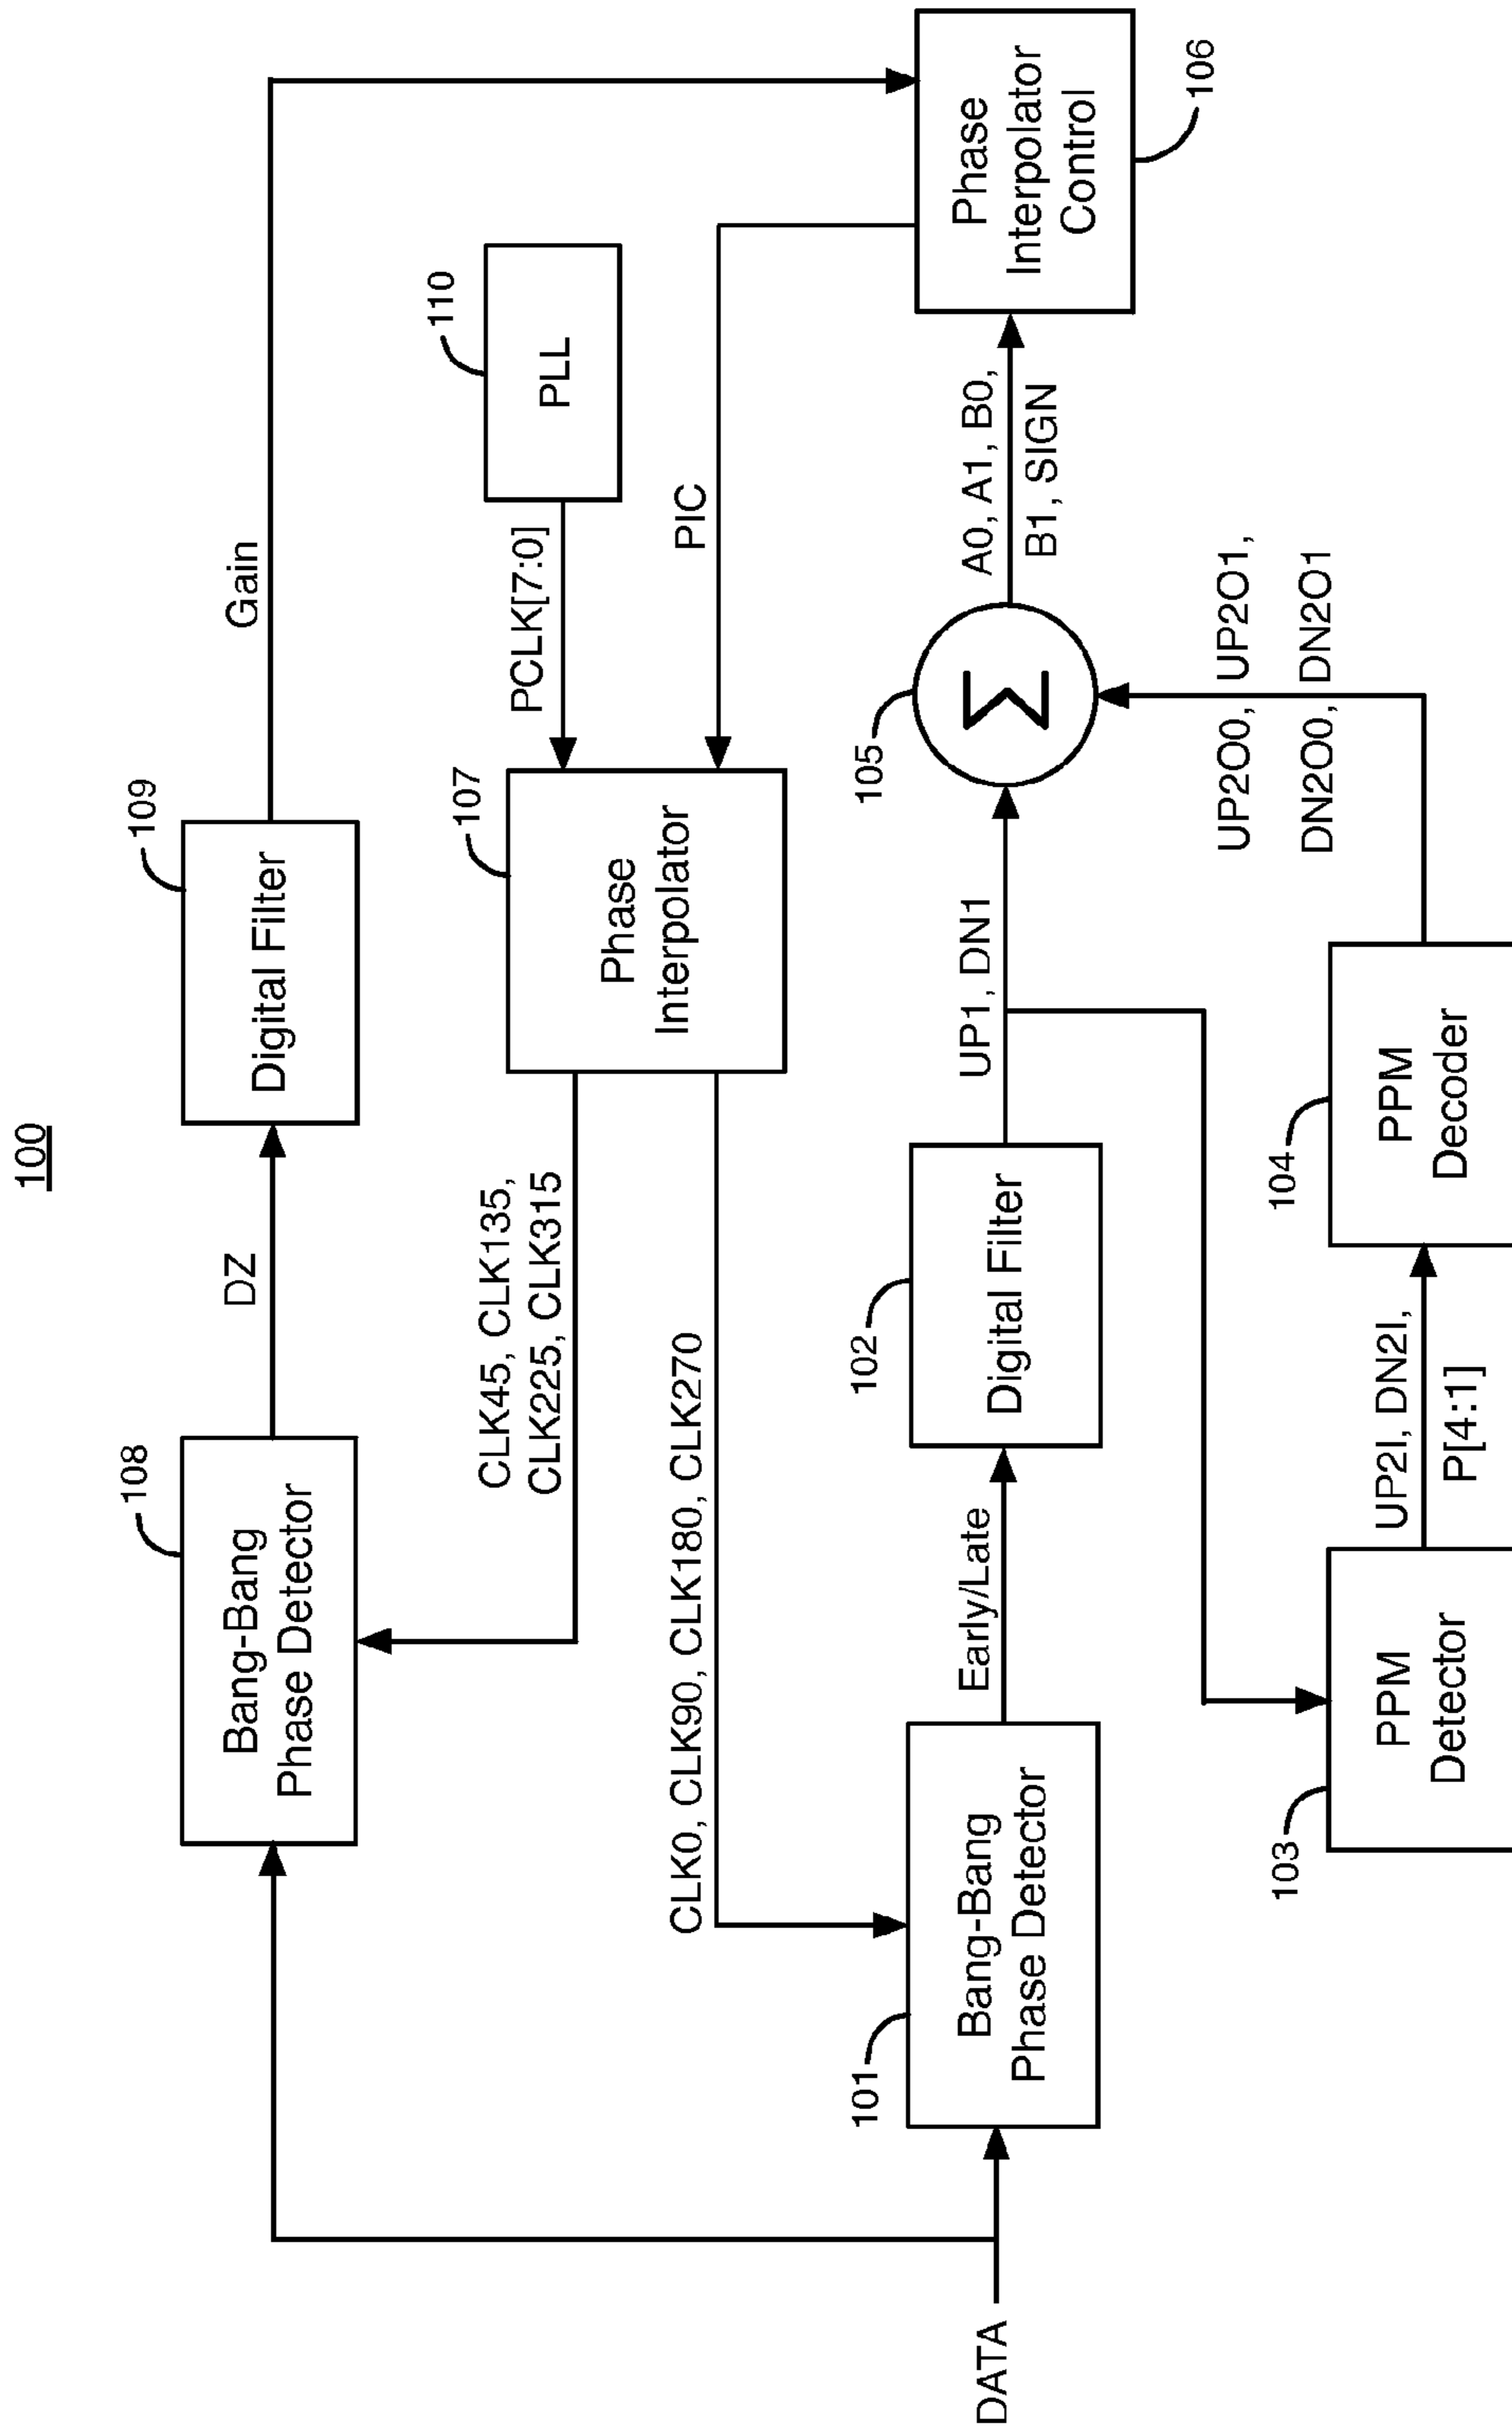 100
108
Bang-Bang
Phase Detector
DZ
109
Digital Filter
Gain
CLK45, CLK135,
CLK225, CLK315
107
Phase
Interpolator
PCLK[7:0]
110
PLL
CLK0, CLK90, CLK180, CLK270
PIC
DATA
101
Bang-Bang
Phase Detector
Early/Late
102
Digital Filter
UP1, DN1
105
Σ
A0, A1, B0,
B1, SIGN
Phase
Interpolator
Control
106
103
PPM
Detector
UP2I, DN2I,
P[4:1]
104
PPM
Decoder
UP2O0, UP2O1,
DN2O0, DN2O1